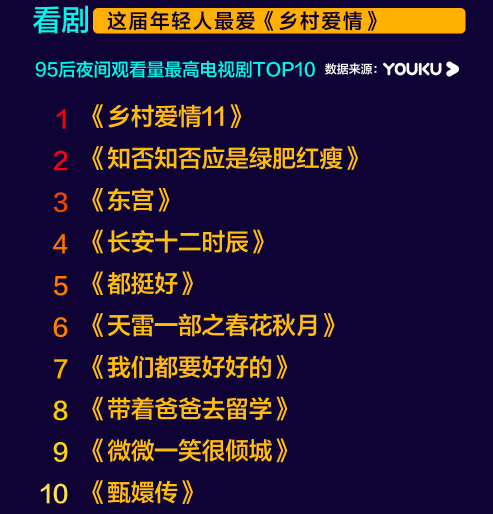 看剧 这届年轻人最爱《乡村爱情》
95后夜间观看量最高电视剧TOP10 数据来源：YOUKU
1 《乡村爱情11》
2 《知否知否应是绿肥红瘦》
3 《东宫》
4 《长安十二时辰》
5 《都挺好》
6 《天雷一部之春花秋月》
7 《我们都要好好的》
8 《带着爸爸去留学》
9 《微微一笑很倾城》
10 《甄嬛传》